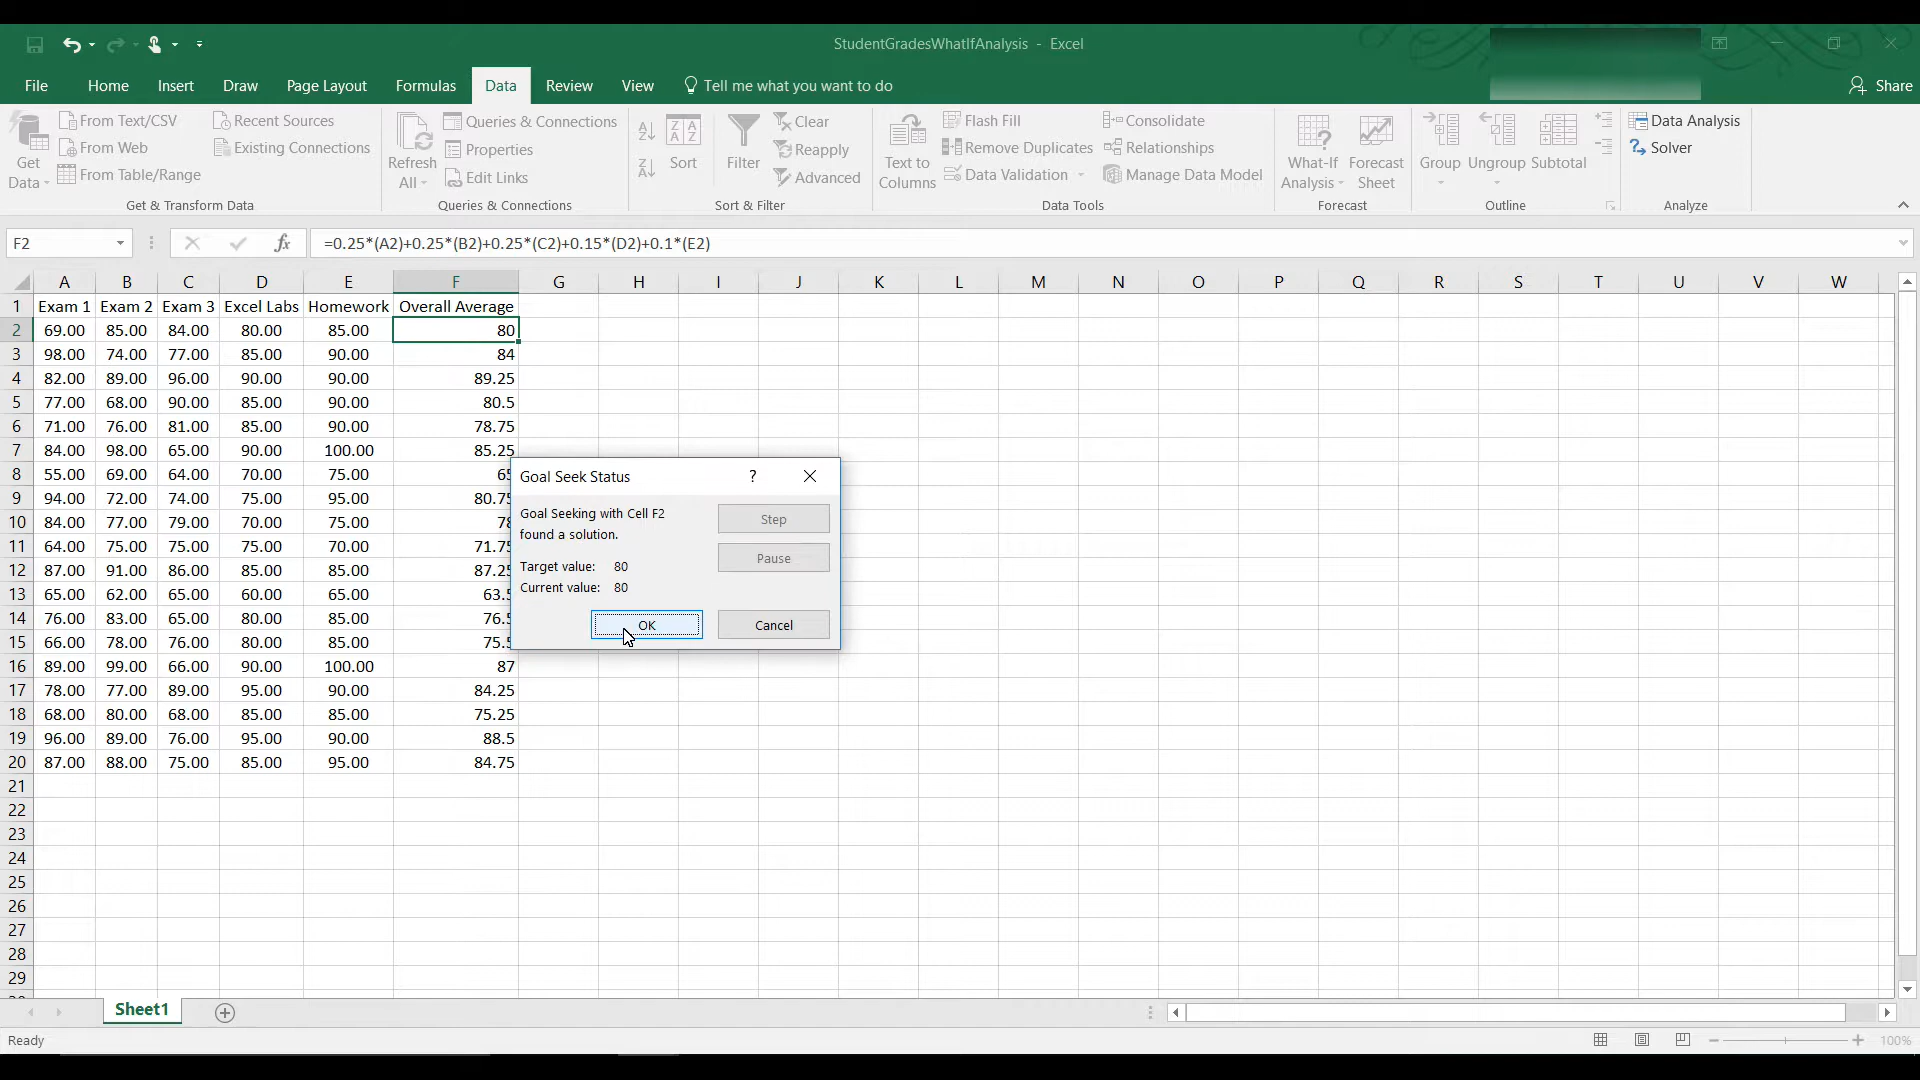 StudentGradesWhatIfAnalysis - Excel
File Home Insert Draw Page Layout Formulas Data Review View Tell me what you want to do Share
Get Data
From Text/CSV
From Web
From Table/Range
Recent Sources
Existing Connections
Get & Transform Data
Refresh All
Queries & Connections
Properties
Edit Links
Queries & Connections
A Z
Z A
Z A A Z
Sort
Filter
Clear
Reapply
Advanced
Sort & Filter
Text to Columns
Flash Fill
Remove Duplicates
Data Validation
Consolidate
Relationships
Manage Data Model
Data Tools
What-If Analysis
Forecast Sheet
Forecast
Group
Ungroup
Subtotal
Outline
Data Analysis
Solver
Analyze
F2 fx =0.25*(A2)+0.25*(B2)+0.25*(C2)+0.15*(D2)+0.1*(E2)
A B C D E F G H I J K L M N O P Q R S T U V W
1 Exam 1 Exam 2 Exam 3 Excel Labs Homework Overall Average
2 69.00 85.00 84.00 80.00 85.00 80
3 98.00 74.00 77.00 85.00 90.00 84
4 82.00 89.00 96.00 90.00 90.00 89.25
5 77.00 68.00 90.00 85.00 90.00 80.5
6 71.00 76.00 81.00 85.00 90.00 78.75
7 84.00 98.00 65.00 90.00 100.00 85.25
8 55.00 69.00 64.00 70.00 75.00 65
9 94.00 72.00 74.00 75.00 95.00 80.75
10 84.00 77.00 79.00 70.00 75.00 78
11 64.00 75.00 75.00 75.00 70.00 71.75
12 87.00 91.00 86.00 85.00 85.00 87.25
13 65.00 62.00 65.00 60.00 65.00 63.5
14 76.00 83.00 65.00 80.00 85.00 76.5
15 66.00 78.00 76.00 80.00 85.00 75.5
16 89.00 99.00 66.00 90.00 100.00 87
17 78.00 77.00 89.00 95.00 90.00 84.25
18 68.00 80.00 68.00 85.00 85.00 75.25
19 96.00 89.00 76.00 95.00 90.00 88.5
20 87.00 88.00 75.00 85.00 95.00 84.75
21
22
23
24
25
26
27
28
29
Goal Seek Status ?
Goal Seeking with Cell F2
found a solution.
Target value: 80
Current value: 80
Step
Pause
OK
Cancel
Sheet1
Ready 100%